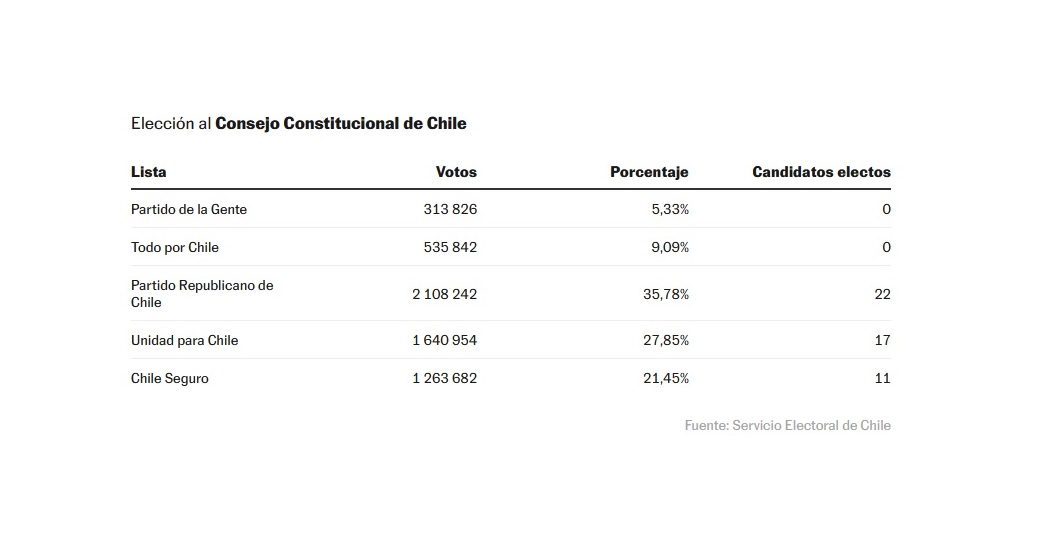 Elección al Consejo Constitucional de Chile
Lista Votos Porcentaje Candidatos electos
Partido de la Gente 313 826 5,33% 0
Todo por Chile 535 842 9,09% 0
Partido Republicano de
Chile 2 108 242 35,78% 22
Unidad para Chile 1 640 954 27,85% 17
Chile Seguro 1 263 682 21,45% 11
Fuente: Servicio Electoral de Chile